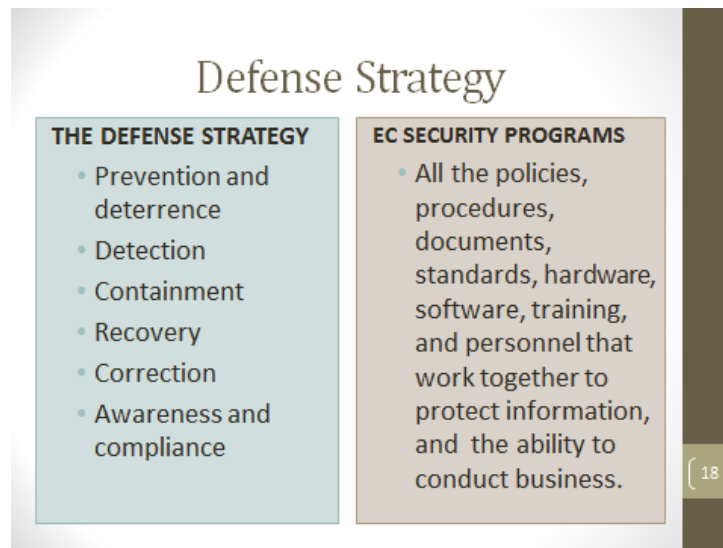 Defense Strategy
THE DEFENSE STRATEGY
• Prevention and
deterrence
• Detection
• Containment
• Recovery
• Correction
• Awareness and
compliance
EC SECURITY PROGRAMS
• All the policies,
procedures,
documents,
standards, hardware,
software, training,
and personnel that
work together to
protect information,
and the ability to
conduct business.
18